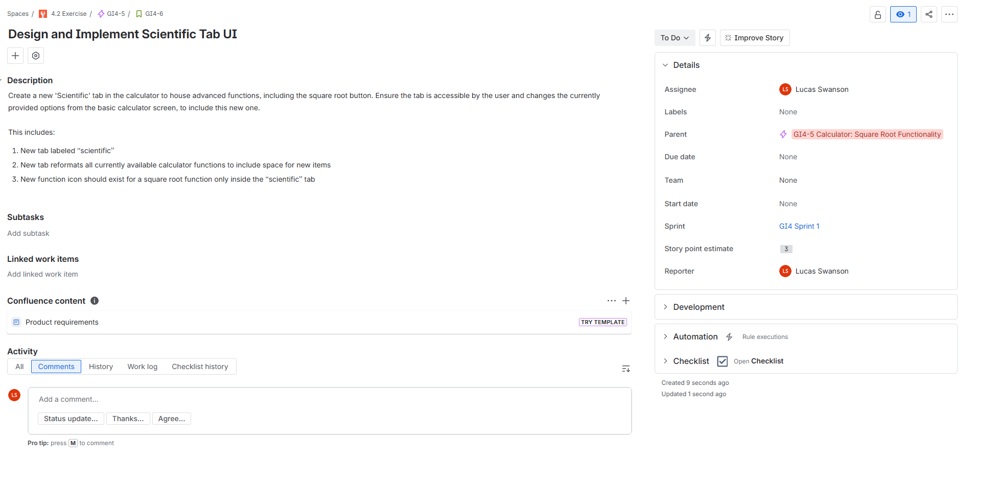 Spaces / 4.2 Exercise / GI4-5 / GI4-6
1
Design and Implement Scientific Tab UI
To Do
Improve Story
Description
Create a new 'Scientific' tab in the calculator to house advanced functions, including the square root button. Ensure the tab is accessible by the user and changes the currently
provided options from the basic calculator screen, to include this new one.
This includes:
1. New tab labeled “scientific”
2. New tab reformats all currently available calculator functions to include space for new items
3. New function icon should exist for a square root function only inside the “scientific” tab
Subtasks
Add subtask
Linked work items
Add linked work item
Confluence content
Product requirements
TRY TEMPLATE
Activity
All Comments History Work log Checklist history
LS
Add a comment...
Status update... Thanks... Agree...
Pro tip: press M to comment
Details
Assignee LS Lucas Swanson
Labels None
Parent GI4-5 Calculator: Square Root Functionality
Due date None
Team None
Start date None
Sprint GI4 Sprint 1
Story point estimate 3
Reporter LS Lucas Swanson
Development
Automation Rule executions
Checklist Open Checklist
Created 9 seconds ago
Updated 1 second ago